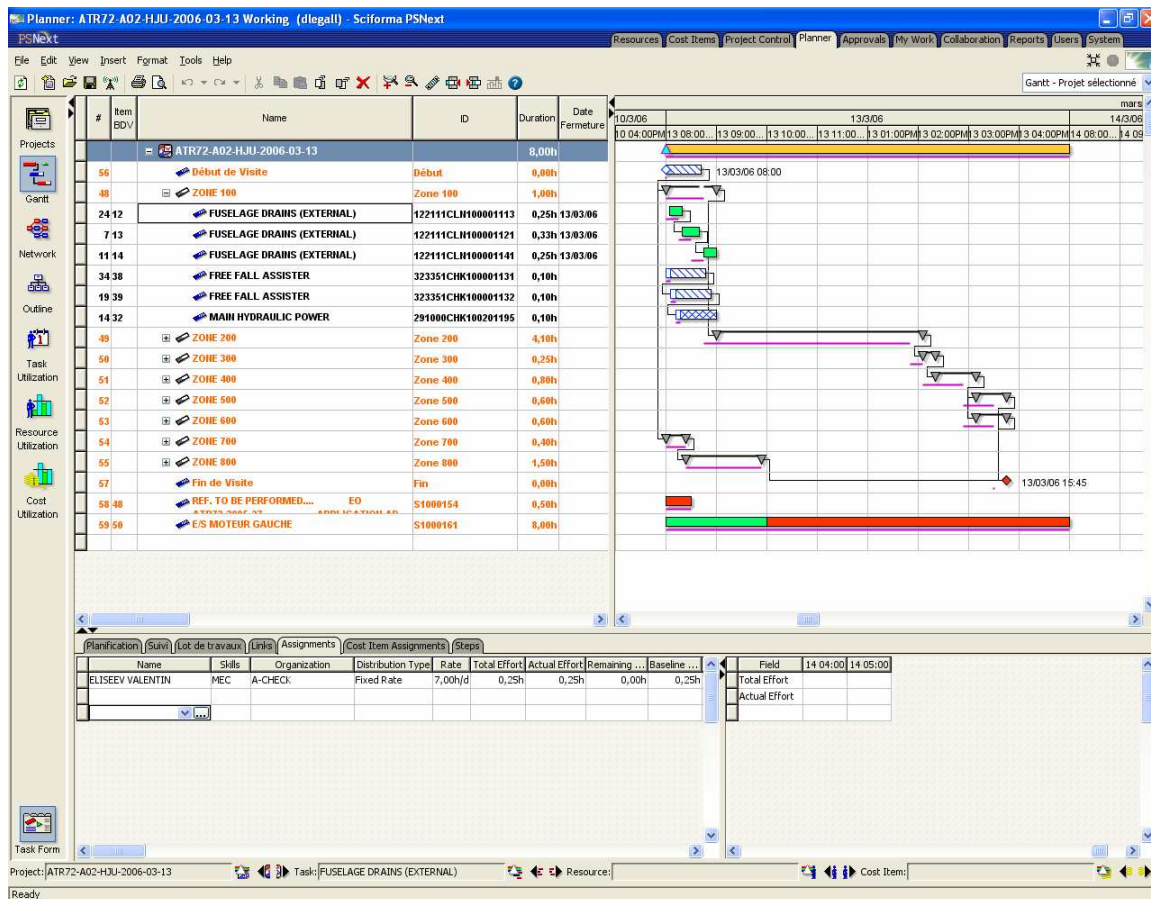 Planner: ATR72-A02-HJU-2006-03-13 Working (dlegall) - Sciforma PSNext
PSNext
Resources Cost Items Project Control Planner Approvals My Work Collaboration Reports Users System
File Edit View Insert Format Tools Help
Gantt - Projet sélectionné
Projects
Gantt
Network
Outline
Task Utilization
Resource Utilization
Cost Utilization
Task Form
# Item BDV Name ID Duration Date Fermeture
mars
10/3/06 13/3/06 14/3/06
10 04:00PM 13 08:00... 13 09:00... 13 10:00... 13 11:00... 13 01:00PM 13 02:00PM 13 03:00PM 13 04:00PM 14 08:00... 14 09
ATR72-A02-HJU-2006-03-13 8,00h
56 Début de Visite Début 0,00h 13/03/06 08:00
48 ZONE 100 Zone 100 1,00h
24 12 FUSELAGE DRAINS (EXTERNAL) 122111CLN100001113 0,25h 13/03/06
7 13 FUSELAGE DRAINS (EXTERNAL) 122111CLN100001121 0,33h 13/03/06
11 14 FUSELAGE DRAINS (EXTERNAL) 122111CLN100001141 0,25h 13/03/06
34 38 FREE FALL ASSISTER 323351CHK100001131 0,10h
19 39 FREE FALL ASSISTER 323351CHK100001132 0,10h
14 32 MAIN HYDRAULIC POWER 291000CHK100201195 0,10h
49 ZONE 200 Zone 200 4,10h
50 ZONE 300 Zone 300 0,25h
51 ZONE 400 Zone 400 0,80h
52 ZONE 500 Zone 500 0,60h
53 ZONE 600 Zone 600 0,60h
54 ZONE 700 Zone 700 0,40h
55 ZONE 800 Zone 800 1,50h
57 Fin de Visite Fin 0,00h 13/03/06 15:45
58 48 REF. TO BE PERFORMED.... EO S1000154 0,50h
59 50 E/S MOTEUR GAUCHE S1000161 8,00h
Planification Suivi Lot de travaux Links Assignments Cost Item Assignments Steps
Name Skills Organization Distribution Type Rate Total Effort Actual Effort Remaining ... Baseline ...
ELISEEV VALENTIN MEC A-CHECK Fixed Rate 7,00h/d 0,25h 0,25h 0,00h 0,25h
Field 14 04:00 14 05:00
Total Effort
Actual Effort
Project: ATR72-A02-HJU-2006-03-13 Task: FUSELAGE DRAINS (EXTERNAL) Resource: Cost Item:
Ready